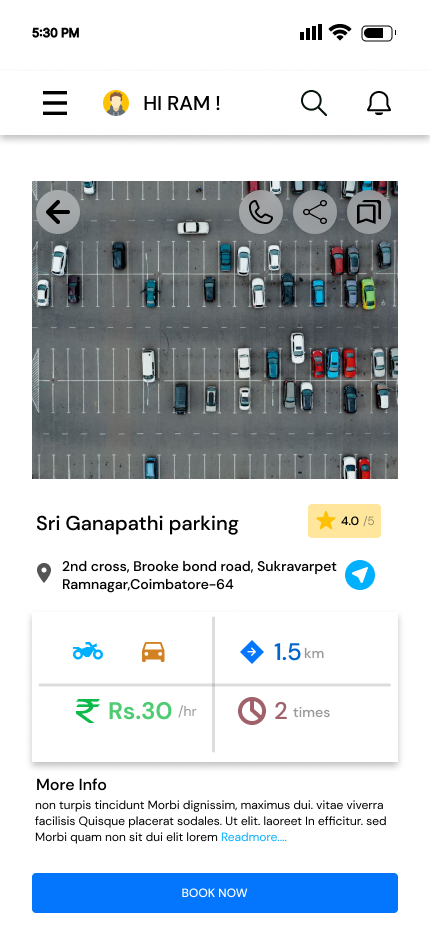 5:30 PM
HI RAM !
Sri Ganapathi parking
4.0 /5
2nd cross, Brooke bond road, Sukravarpet
Ramnagar,Coimbatore-64
1.5 km
Rs.30 /hr
2 times
More Info
non turpis tincidunt Morbi dignissim, maximus dui. vitae viverra
facilisis Quisque placerat sodales. Ut elit. laoreet In efficitur. sed
Morbi quam non sit dui elit lorem Readmore....
BOOK NOW